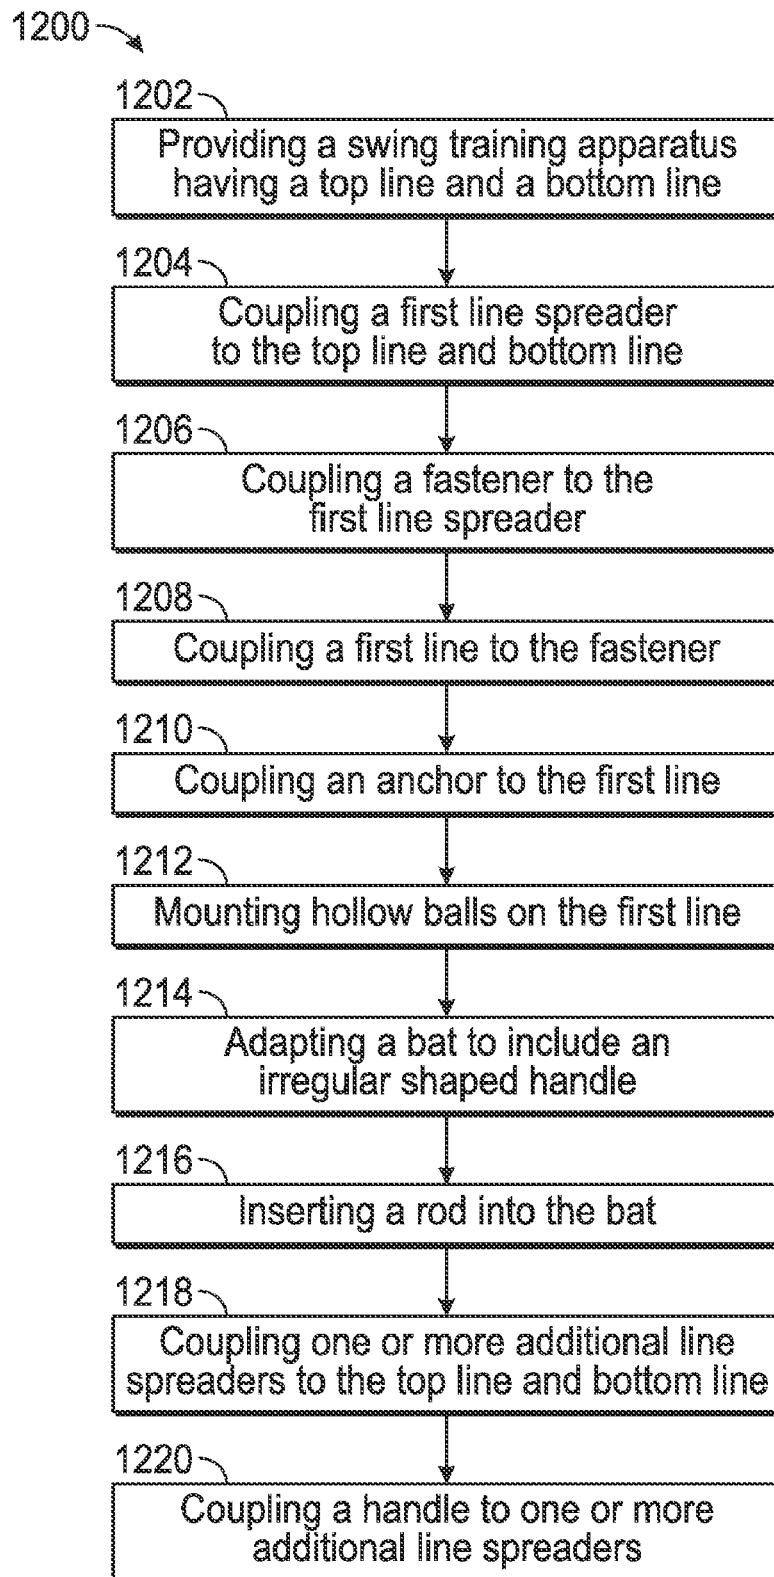 1200
1202
Providing a swing training apparatus
having a top line and a bottom line
1204
Coupling a first line spreader
to the top line and bottom line
1206
Coupling a fastener to the
first line spreader
1208
Coupling a first line to the fastener
1210
Coupling an anchor to the first line
1212
Mounting hollow balls on the first line
1214
Adapting a bat to include an
irregular shaped handle
1216
Inserting a rod into the bat
1218
Coupling one or more additional line
spreaders to the top line and bottom line
1220
Coupling a handle to one or more
additional line spreaders